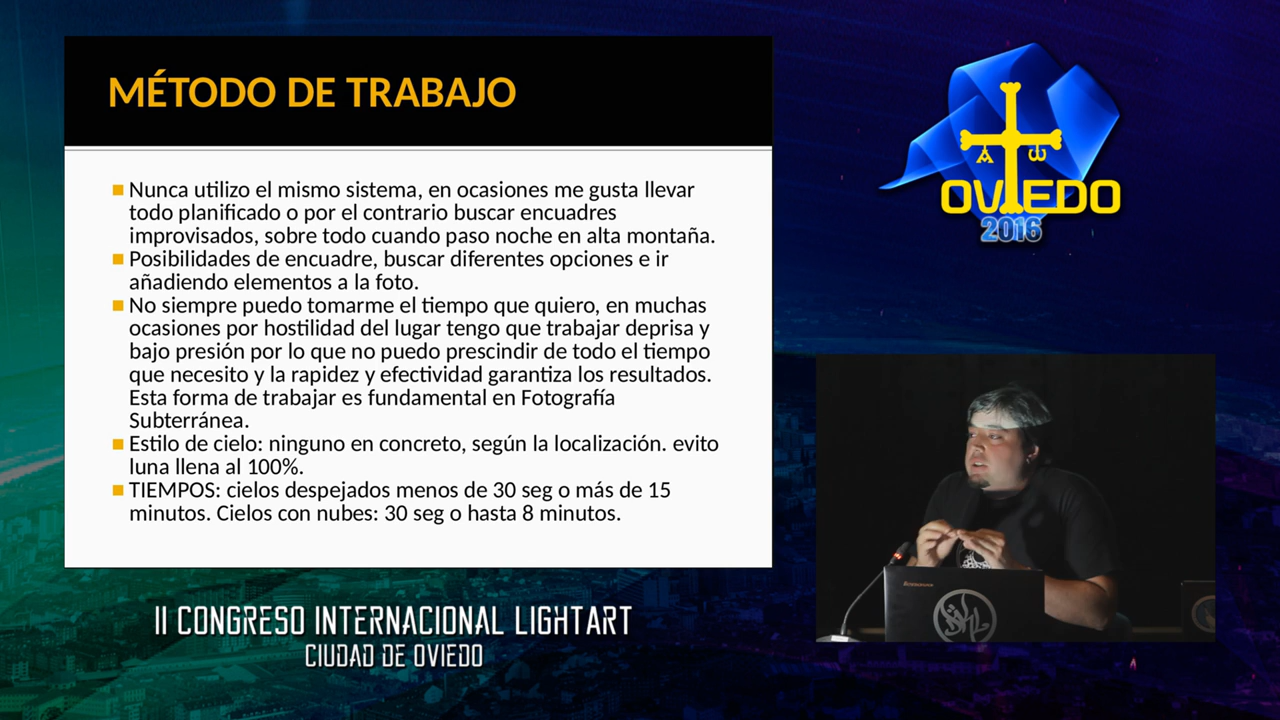 MÉTODO DE TRABAJO
Nunca utilizo el mismo sistema, en ocasiones me gusta llevar
todo planificado o por el contrario buscar encuadres
improvisados, sobre todo cuando paso noche en alta montaña.
Posibilidades de encuadre, buscar diferentes opciones e ir
añadiendo elementos a la foto.
No siempre puedo tomarme el tiempo que quiero, en muchas
ocasiones por hostilidad del lugar tengo que trabajar deprisa y
bajo presión por lo que no puedo prescindir de todo el tiempo
que necesito y la rapidez y efectividad garantiza los resultados.
Esta forma de trabajar es fundamental en Fotografía
Subterránea.
Estilo de cielo: ninguno en concreto, según la localización. evito
luna llena al 100%.
TIEMPOS: cielos despejados menos de 30 seg o más de 15
minutos. Cielos con nubes: 30 seg o hasta 8 minutos.
OVIEDO
2016
II CONGRESO INTERNACIONAL LIGHTART
CIUDAD DE OVIEDO